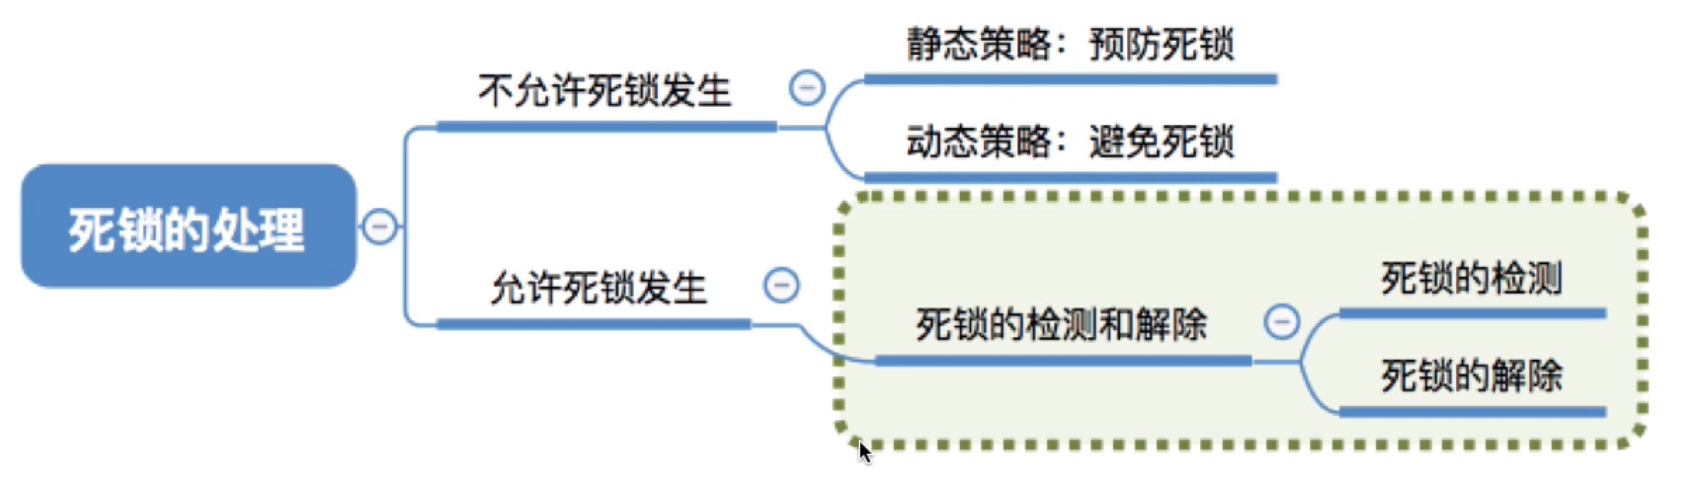 死锁的处理
不允许死锁发生
静态策略：预防死锁
动态策略：避免死锁
允许死锁发生
死锁的检测和解除
死锁的检测
死锁的解除